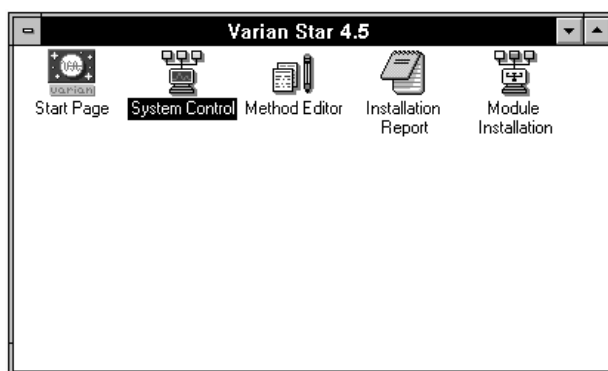 Varian Star 4.5
varian
Start Page
System Control
Method Editor
Installation
Report
Module
Installation